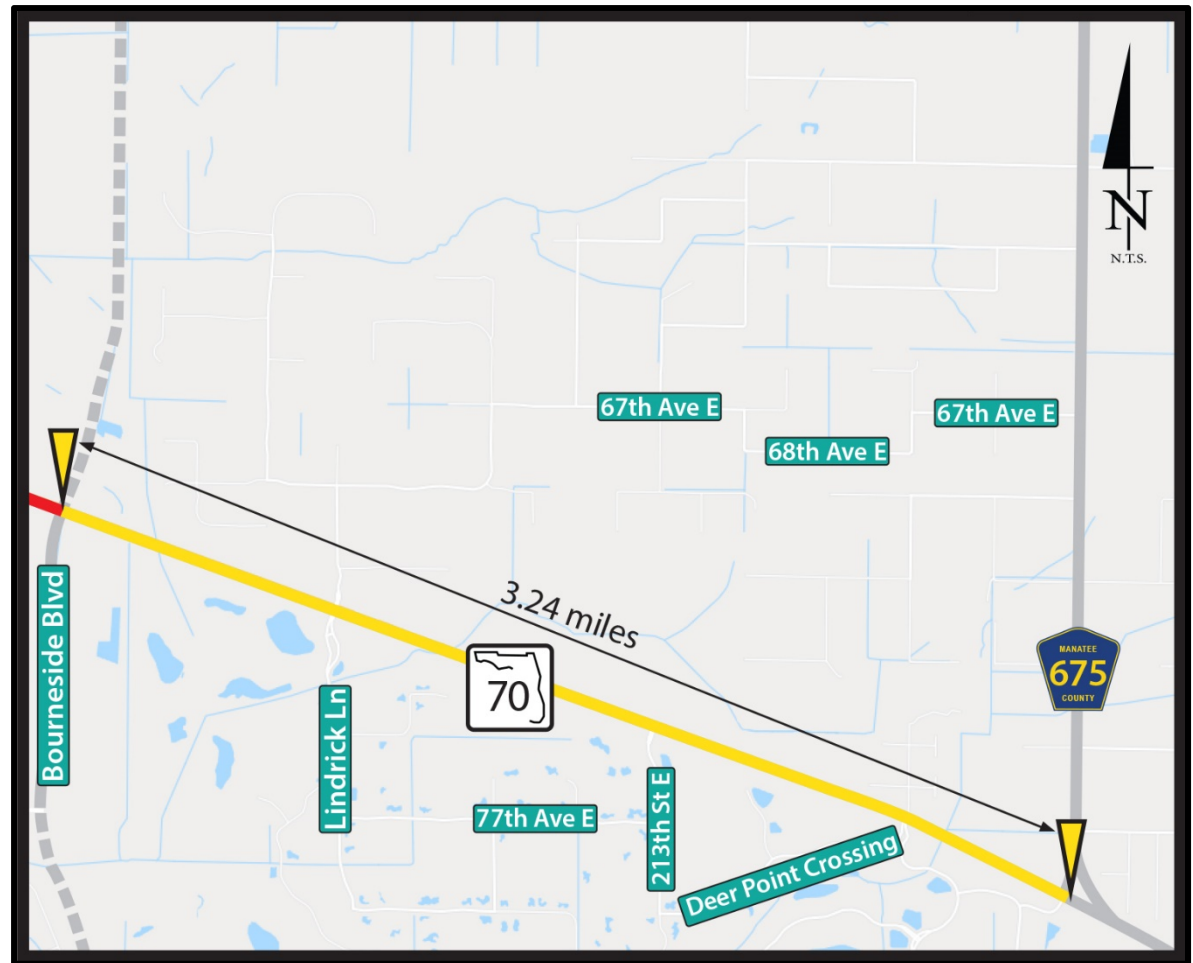 N
N.T.S.
67th Ave E
67th Ave E
68th Ave E
Bourneside Blvd
3.24 miles
MANATEE
675
COUNTY
70
Lindrick Ln
77th Ave E
213th St E
Deer Point Crossing